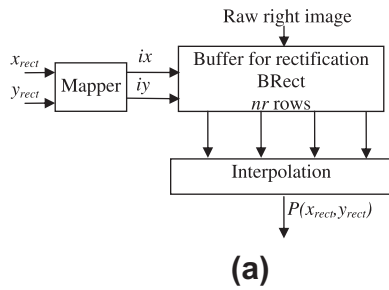 Raw right image
x_rect
y_rect
Mapper
ix
iy
Buffer for rectification
BRect
nr rows
Interpolation
P(x_rect,y_rect)
(a)